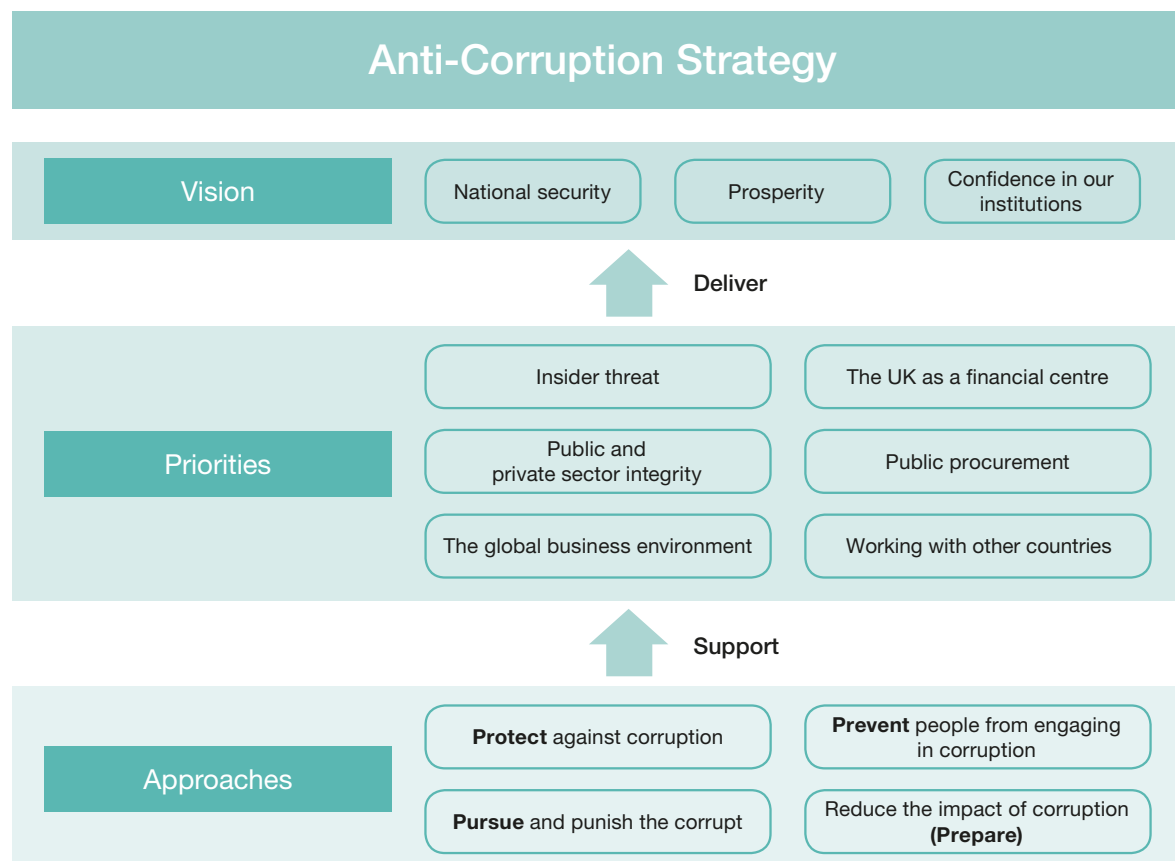 Anti-Corruption Strategy
Vision
National security
Prosperity
Confidence in our
institutions
Deliver
Priorities
Insider threat
The UK as a financial centre
Public and
private sector integrity
Public procurement
The global business environment
Working with other countries
Support
Approaches
Protect against corruption
Prevent people from engaging
in corruption
Pursue and punish the corrupt
Reduce the impact of corruption
(Prepare)